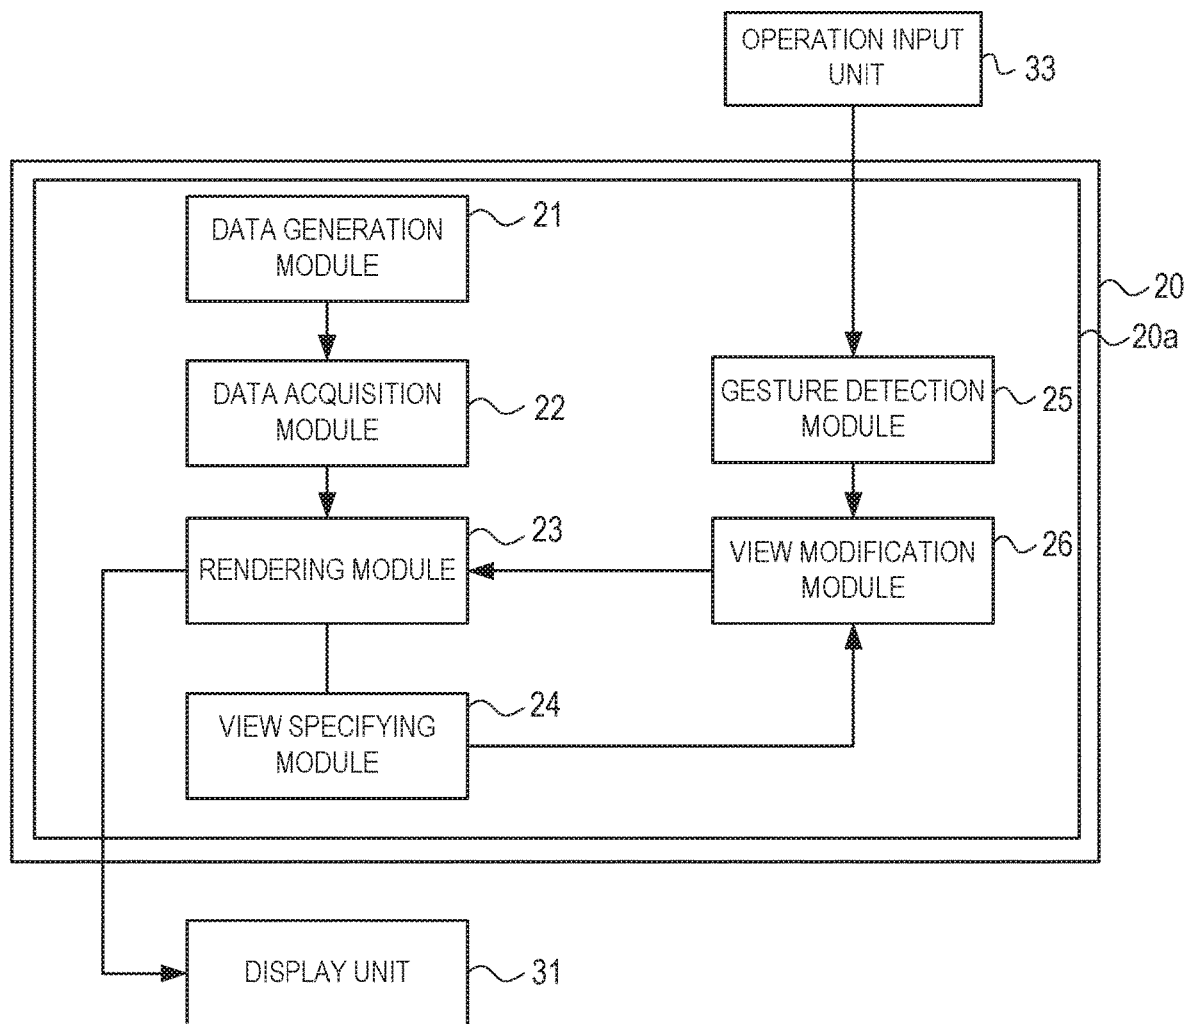 OPERATION INPUT
UNIT
33
DATA GENERATION
MODULE
21
20
20a
DATA ACQUISITION
MODULE
22
GESTURE DETECTION
MODULE
25
RENDERING MODULE
23
VIEW MODIFICATION
MODULE
26
VIEW SPECIFYING
MODULE
24
DISPLAY UNIT
31